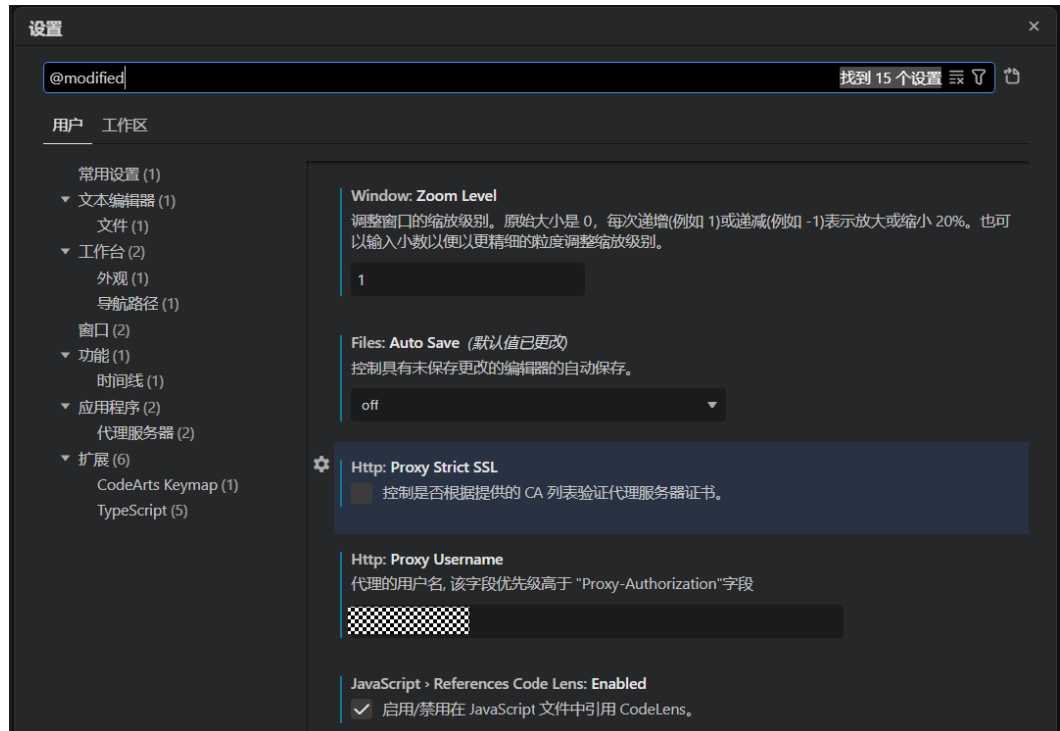 设置
@modified
找到 15 个设置
用户 工作区
常用设置 (1)
文本编辑器 (1)
文件 (1)
工作台 (2)
外观 (1)
导航路径 (1)
窗口 (2)
功能 (1)
时间线 (1)
应用程序 (2)
代理服务器 (2)
扩展 (6)
CodeArts Keymap (1)
TypeScript (5)
Window: Zoom Level
调整窗口的缩放级别。原始大小是 0，每次递增(例如 1)或递减(例如 -1)表示放大或缩小 20%。也可
以输入小数以便以更精细的粒度调整缩放级别。
1
Files: Auto Save (默认值已更改)
控制具有未保存更改的编辑器的自动保存。
off
Http: Proxy Strict SSL
控制是否根据提供的 CA 列表验证代理服务器证书。
Http: Proxy Username
代理的用户名, 该字段优先级高于 "Proxy-Authorization"字段
JavaScript › References Code Lens: Enabled
启用/禁用在 JavaScript 文件中引用 CodeLens。